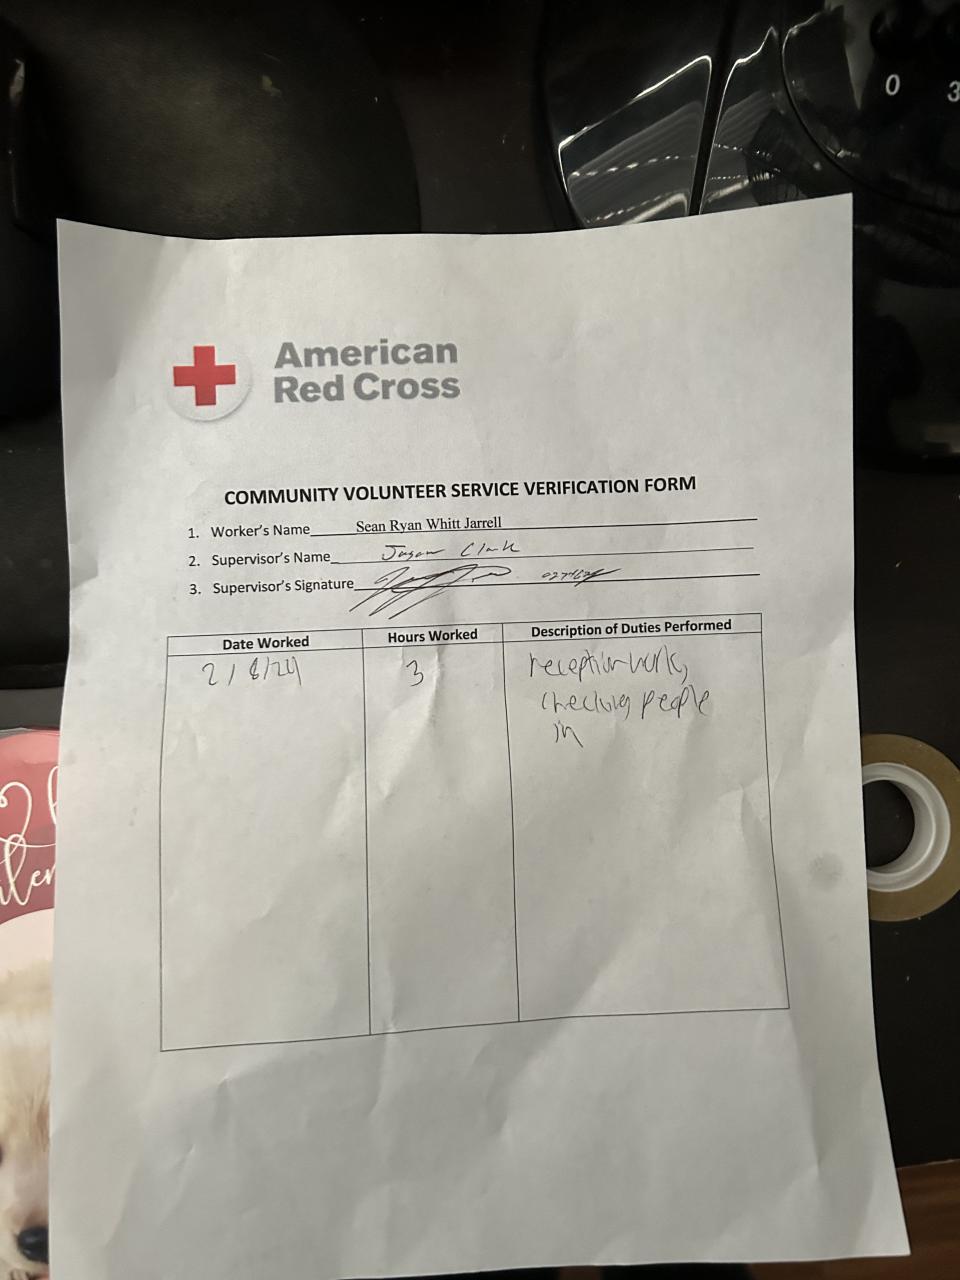 0 3
American
Red Cross
COMMUNITY VOLUNTEER SERVICE VERIFICATION FORM
1. Worker's Name Sean Ryan Whitt Jarrell
2. Supervisor's Name Jason Clark
3. Supervisor's Signature
Date Worked Hours Worked Description of Duties Performed
2/8/24 3 reception work,
checking people
in